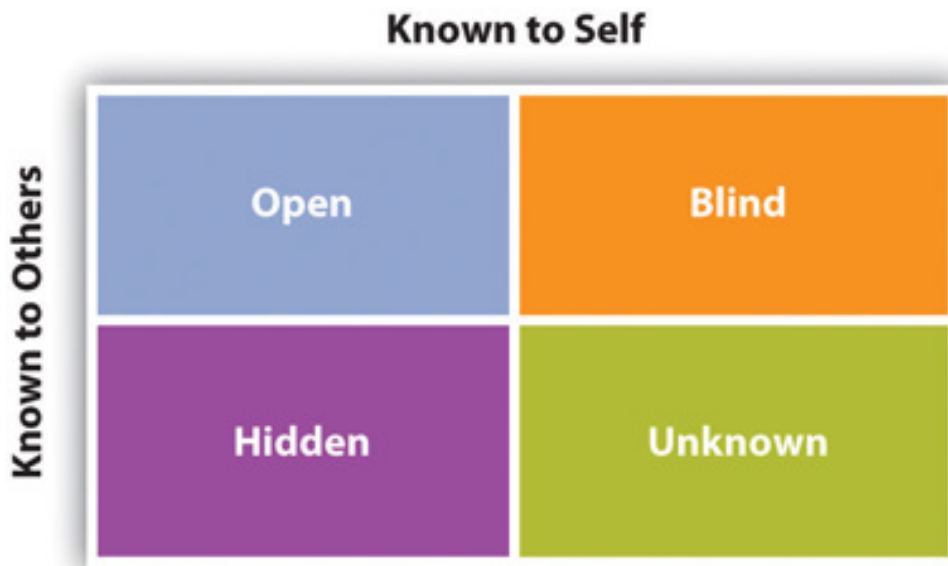 Known to Self
Known to Others
Open
Blind
Hidden
Unknown